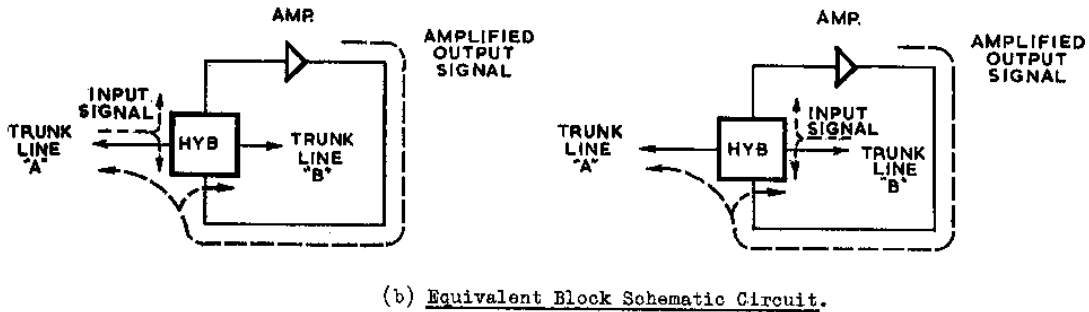 AMP.
AMPLIFIED
OUTPUT
SIGNAL
INPUT
SIGNAL
TRUNK
LINE
"A"
HYB
TRUNK
LINE
"B"
AMP.
AMPLIFIED
OUTPUT
SIGNAL
INPUT
SIGNAL
TRUNK
LINE
"A"
HYB
TRUNK
LINE
"B"
(b) Equivalent Block Schematic Circuit.